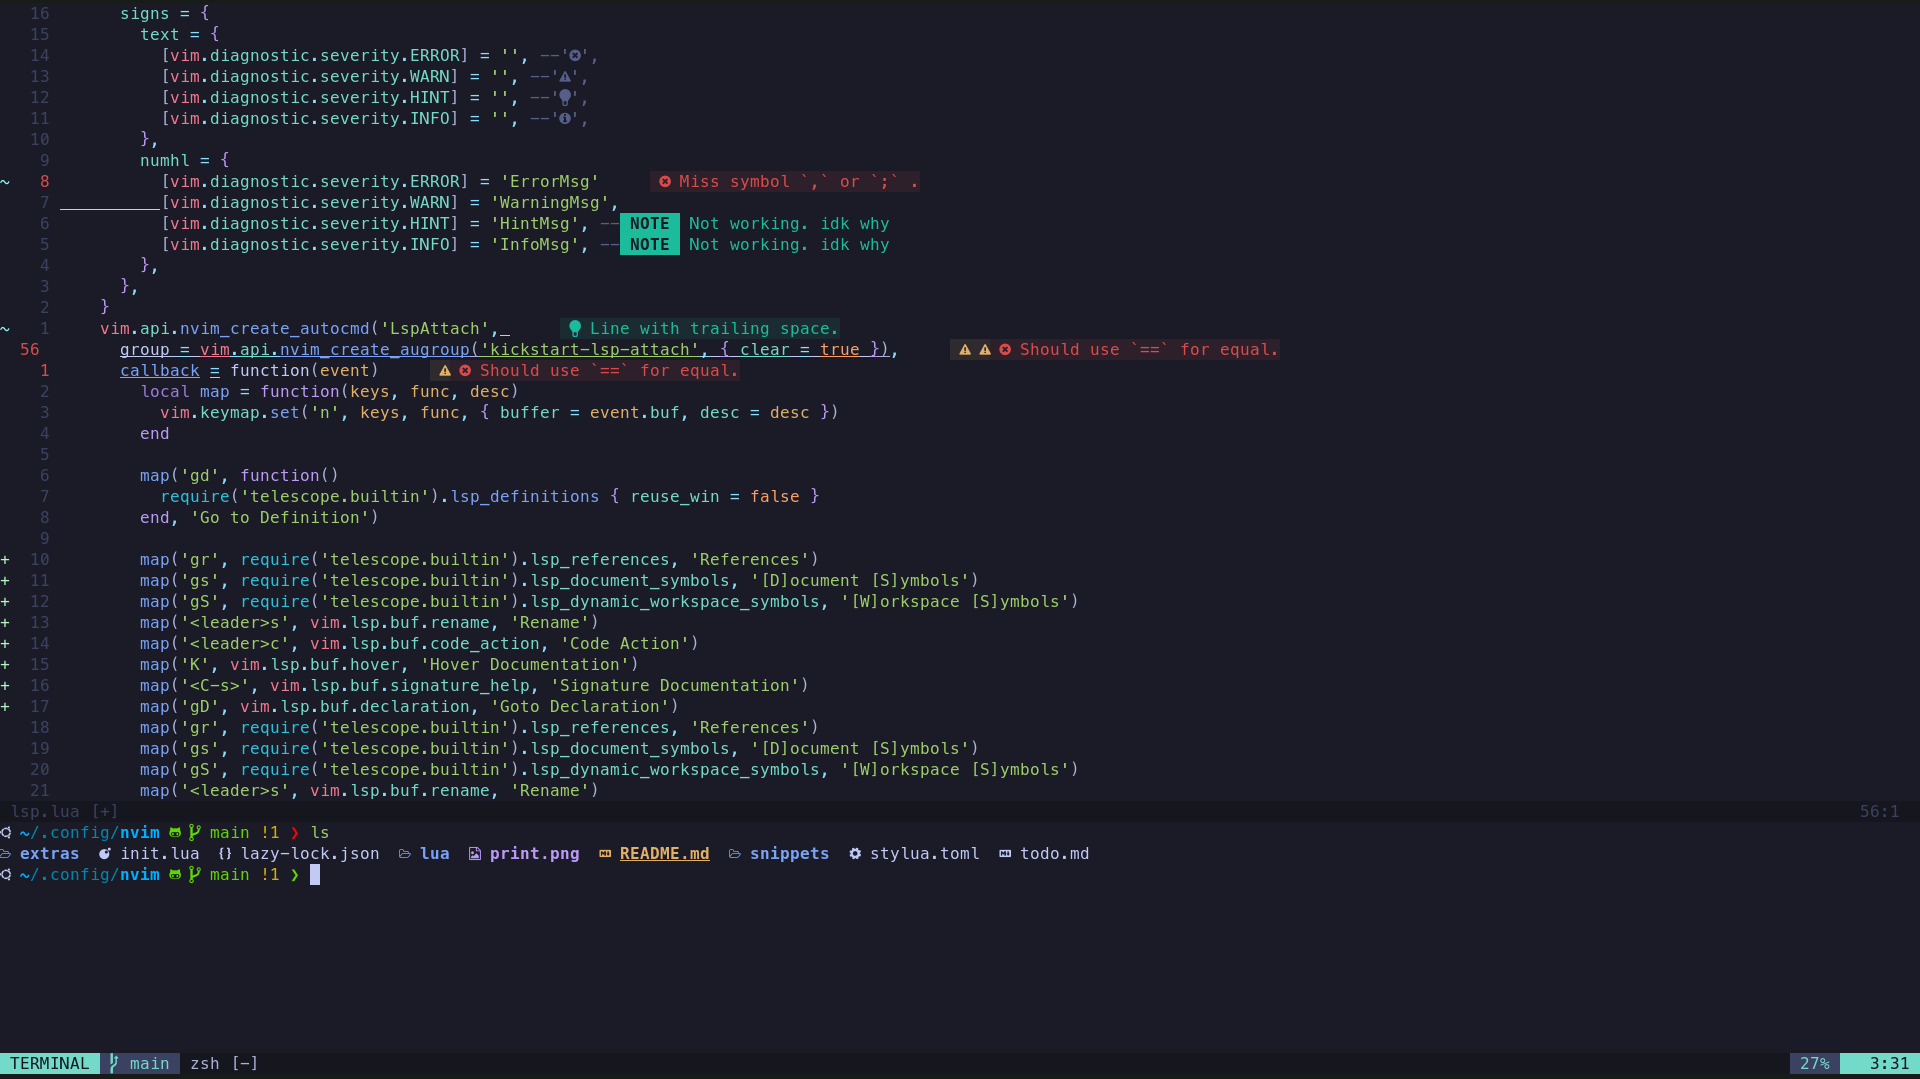 16 signs = {
15 text = {
14 [vim.diagnostic.severity.ERROR] = '', --'',
13 [vim.diagnostic.severity.WARN] = '', --'',
12 [vim.diagnostic.severity.HINT] = '', --'',
11 [vim.diagnostic.severity.INFO] = '', --'',
10 },
9 numhl = {
~ 8 [vim.diagnostic.severity.ERROR] = 'ErrorMsg' Miss symbol `,` or `;` .
7 [vim.diagnostic.severity.WARN] = 'WarningMsg',
6 [vim.diagnostic.severity.HINT] = 'HintMsg', -- NOTE Not working. idk why
5 [vim.diagnostic.severity.INFO] = 'InfoMsg', -- NOTE Not working. idk why
4 },
3 },
2 }
~ 1 vim.api.nvim_create_autocmd('LspAttach', Line with trailing space.
56 group = vim.api.nvim_create_augroup('kickstart-lsp-attach', { clear = true }), Should use `==` for equal.
1 callback = function(event) Should use `==` for equal.
2 local map = function(keys, func, desc)
3 vim.keymap.set('n', keys, func, { buffer = event.buf, desc = desc })
4 end
5
6 map('gd', function()
7 require('telescope.builtin').lsp_definitions { reuse_win = false }
8 end, 'Go to Definition')
9
+ 10 map('gr', require('telescope.builtin').lsp_references, 'References')
+ 11 map('gs', require('telescope.builtin').lsp_document_symbols, '[D]ocument [S]ymbols')
+ 12 map('gS', require('telescope.builtin').lsp_dynamic_workspace_symbols, '[W]orkspace [S]ymbols')
+ 13 map('<leader>s', vim.lsp.buf.rename, 'Rename')
+ 14 map('<leader>c', vim.lsp.buf.code_action, 'Code Action')
+ 15 map('K', vim.lsp.buf.hover, 'Hover Documentation')
+ 16 map('<C-s>', vim.lsp.buf.signature_help, 'Signature Documentation')
+ 17 map('gD', vim.lsp.buf.declaration, 'Goto Declaration')
18 map('gr', require('telescope.builtin').lsp_references, 'References')
19 map('gs', require('telescope.builtin').lsp_document_symbols, '[D]ocument [S]ymbols')
20 map('gS', require('telescope.builtin').lsp_dynamic_workspace_symbols, '[W]orkspace [S]ymbols')
21 map('<leader>s', vim.lsp.buf.rename, 'Rename')
lsp.lua [+] 56:1
~/.config/nvim main !1 ❯ ls
extras init.lua {} lazy-lock.json lua print.png README.md snippets stylua.toml todo.md
~/.config/nvim main !1 ❯
TERMINAL main zsh [-] 27% 3:31